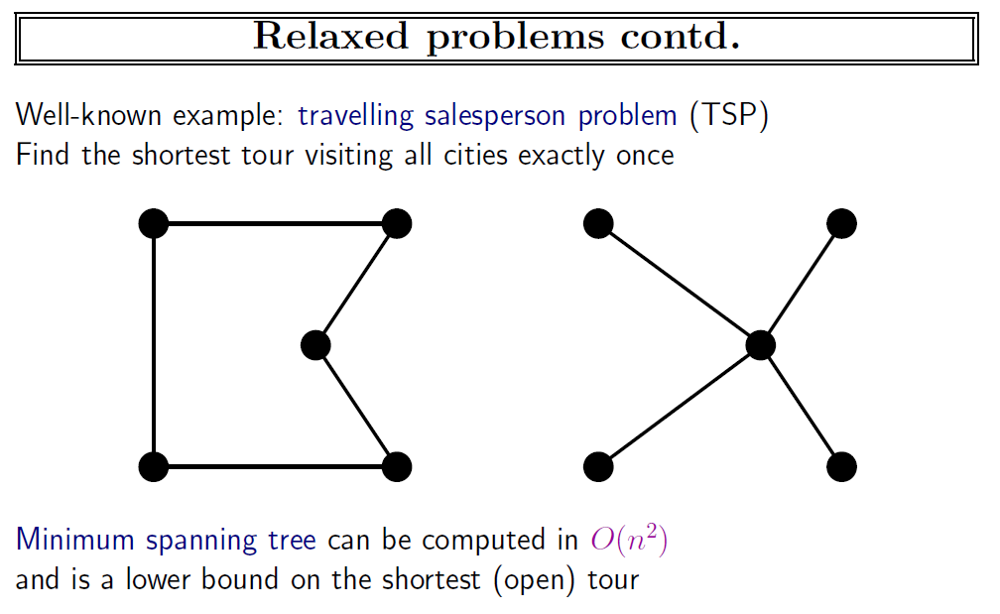 Relaxed problems contd.
Well-known example: travelling salesperson problem (TSP)
Find the shortest tour visiting all cities exactly once
Minimum spanning tree can be computed in O(n²)
and is a lower bound on the shortest (open) tour